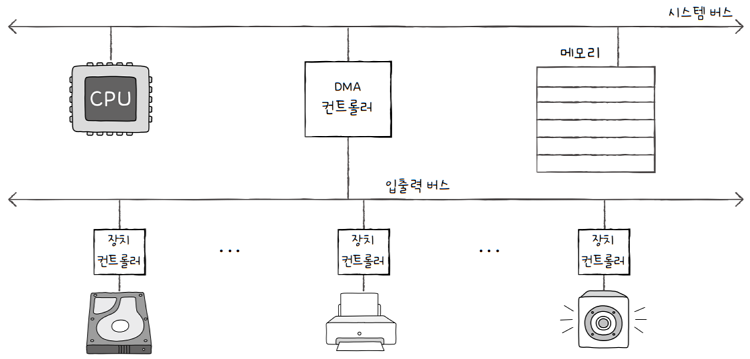 시스템 버스
메모리
CPU
DMA
컨트롤러
입출력 버스
장치
컨트롤러
...
장치
컨트롤러
...
장치
컨트롤러